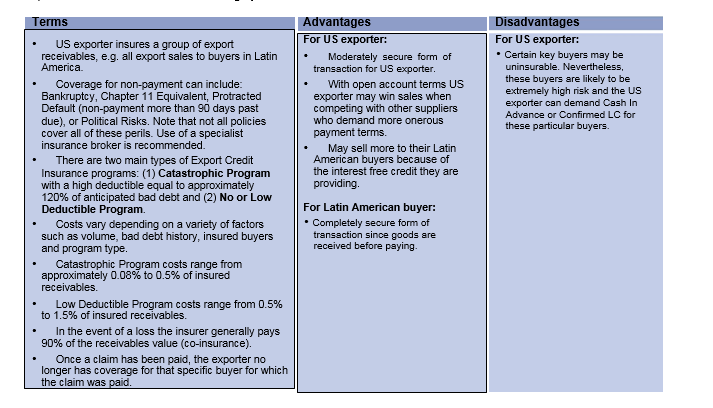 Terms
• US exporter insures a group of export
receivables, e.g. all export sales to buyers in Latin
America.
• Coverage for non-payment can include:
Bankruptcy, Chapter 11 Equivalent, Protracted
Default (non-payment more than 90 days past
due), or Political Risks. Note that not all policies
cover all of these perils. Use of a specialist
insurance broker is recommended.
• There are two main types of Export Credit
Insurance programs: (1) Catastrophic Program
with a high deductible equal to approximately
120% of anticipated bad debt and (2) No or Low
Deductible Program.
• Costs vary depending on a variety of factors
such as volume, bad debt history, insured buyers
and program type.
• Catastrophic Program costs range from
approximately 0.08% to 0.5% of insured
receivables.
• Low Deductible Program costs range from 0.5%
to 1.5% of insured receivables.
• In the event of a loss the insurer generally pays
90% of the receivables value (co-insurance).
• Once a claim has been paid, the exporter no
longer has coverage for that specific buyer for which
the claim was paid.
Advantages
For US exporter:
• Moderately secure form of
transaction for US exporter.
• With open account terms US
exporter may win sales when
competing with other suppliers
who demand more onerous
payment terms.
• May sell more to their Latin
American buyers because of
the interest free credit they are
providing.
For Latin American buyer:
• Completely secure form of
transaction since goods are
received before paying.
Disadvantages
For US exporter:
• Certain key buyers may be
uninsurable. Nevertheless,
these buyers are likely to be
extremely high risk and the US
exporter can demand Cash In
Advance or Confirmed LC for
these particular buyers.